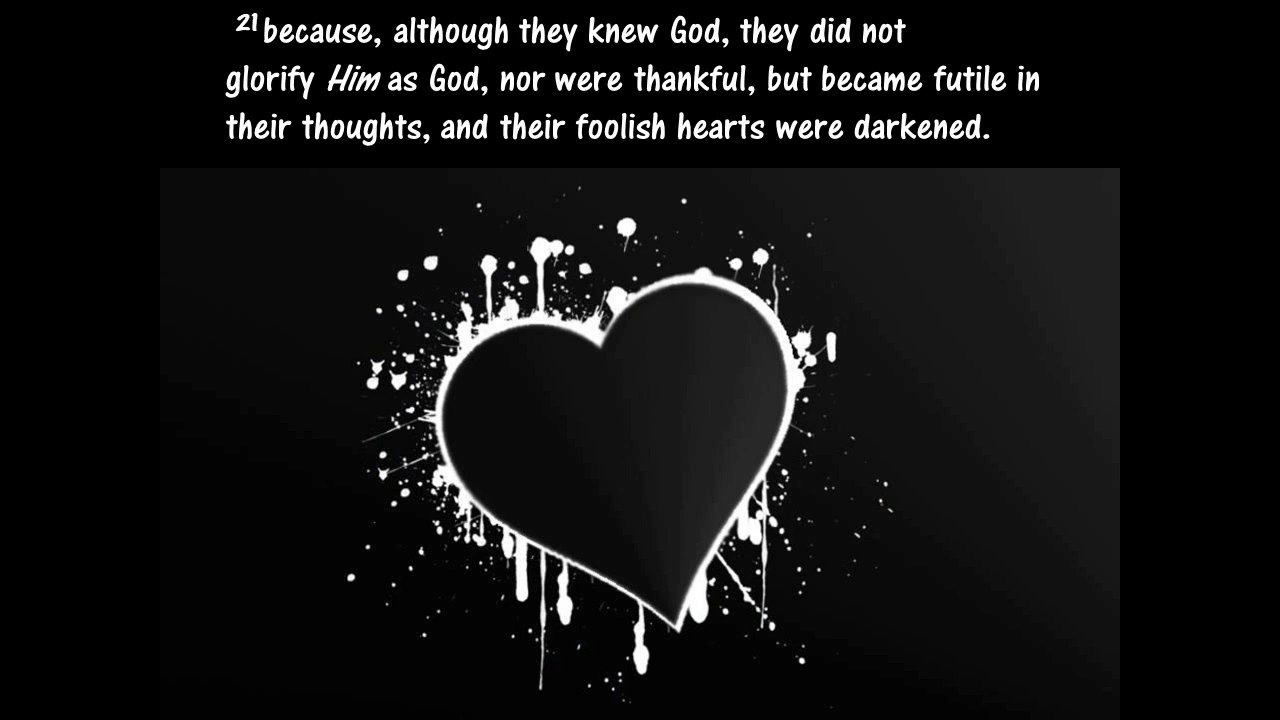 21 because, although they knew God, they did not
glorify Him as God, nor were thankful, but became futile in
their thoughts, and their foolish hearts were darkened.